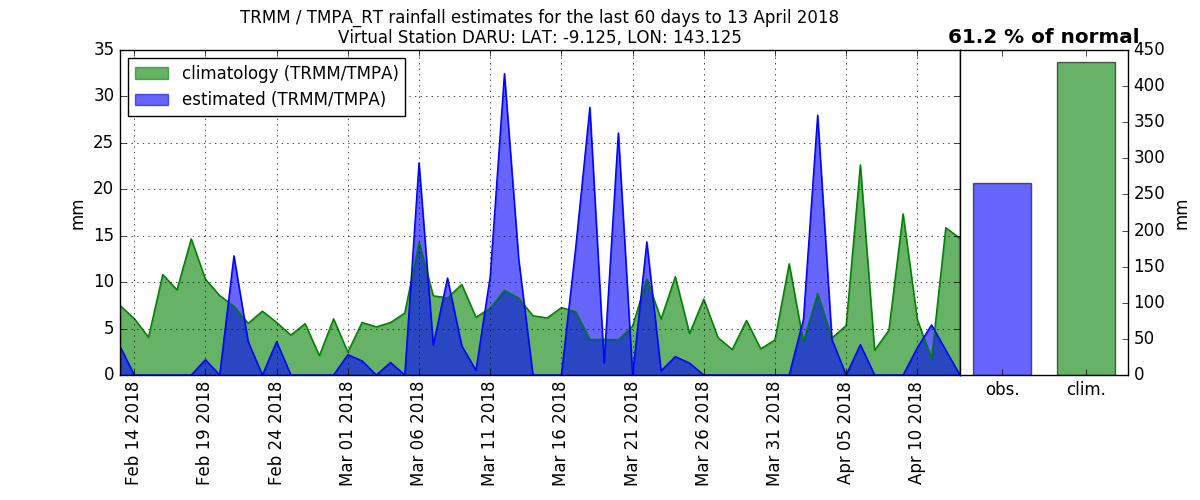 TRMM / TMPA_RT rainfall estimates for the last 60 days to 13 April 2018
Virtual Station DARU: LAT: -9.125, LON: 143.125
61.2 % of normal
climatology (TRMM/TMPA)
estimated (TRMM/TMPA)
35
30
25
20
15
10
5
0
mm
Feb 14 2018
Feb 19 2018
Feb 24 2018
Mar 01 2018
Mar 06 2018
Mar 11 2018
Mar 16 2018
Mar 21 2018
Mar 26 2018
Mar 31 2018
Apr 05 2018
Apr 10 2018
450
400
350
300
250
200
150
100
50
0
mm
obs.
clim.